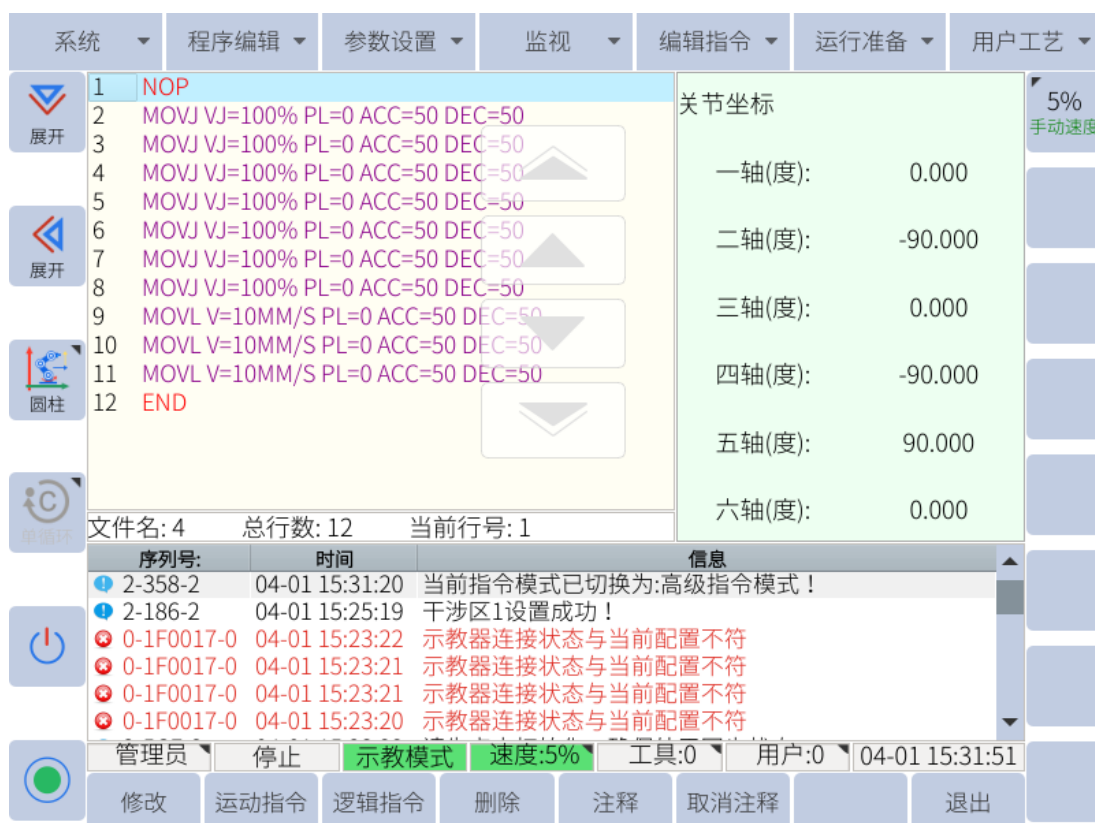 系统 程序编辑 参数设置 监视 编辑指令 运行准备 用户工艺
展开
展开
圆柱
单循环
1 NOP
2 MOVJ VJ=100% PL=0 ACC=50 DEC=50
3 MOVJ VJ=100% PL=0 ACC=50 DEC=50
4 MOVJ VJ=100% PL=0 ACC=50 DEC=50
5 MOVJ VJ=100% PL=0 ACC=50 DEC=50
6 MOVJ VJ=100% PL=0 ACC=50 DEC=50
7 MOVJ VJ=100% PL=0 ACC=50 DEC=50
8 MOVJ VJ=100% PL=0 ACC=50 DEC=50
9 MOVL V=10MM/S PL=0 ACC=50 DEC=50
10 MOVL V=10MM/S PL=0 ACC=50 DEC=50
11 MOVL V=10MM/S PL=0 ACC=50 DEC=50
12 END
文件名: 4 总行数: 12 当前行号: 1
关节坐标
一轴(度): 0.000
二轴(度): -90.000
三轴(度): 0.000
四轴(度): -90.000
五轴(度): 90.000
六轴(度): 0.000
5%
手动速度
序列号: 时间 信息
2-358-2 04-01 15:31:20 当前指令模式已切换为:高级指令模式！
2-186-2 04-01 15:25:19 干涉区1设置成功！
0-1F0017-0 04-01 15:23:22 示教器连接状态与当前配置不符
0-1F0017-0 04-01 15:23:21 示教器连接状态与当前配置不符
0-1F0017-0 04-01 15:23:21 示教器连接状态与当前配置不符
0-1F0017-0 04-01 15:23:20 示教器连接状态与当前配置不符
管理员 停止 示教模式 速度:5% 工具:0 用户:0 04-01 15:31:51
修改 运动指令 逻辑指令 删除 注释 取消注释 退出